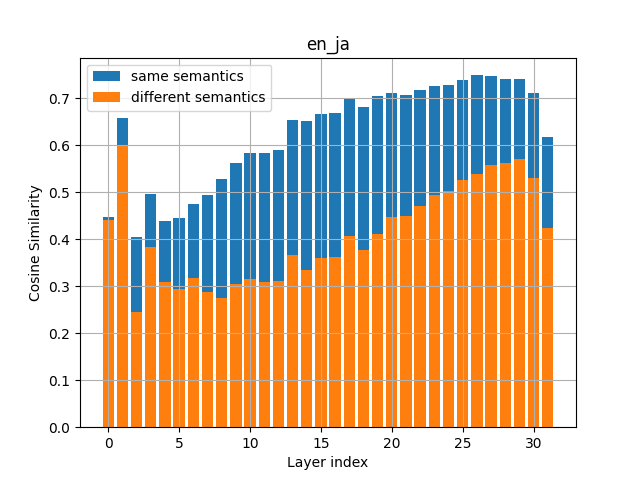 en_ja
same semantics
different semantics
Cosine Similarity
0.7
0.6
0.5
0.4
0.3
0.2
0.1
0.0
0 5 10 15 20 25 30
Layer index